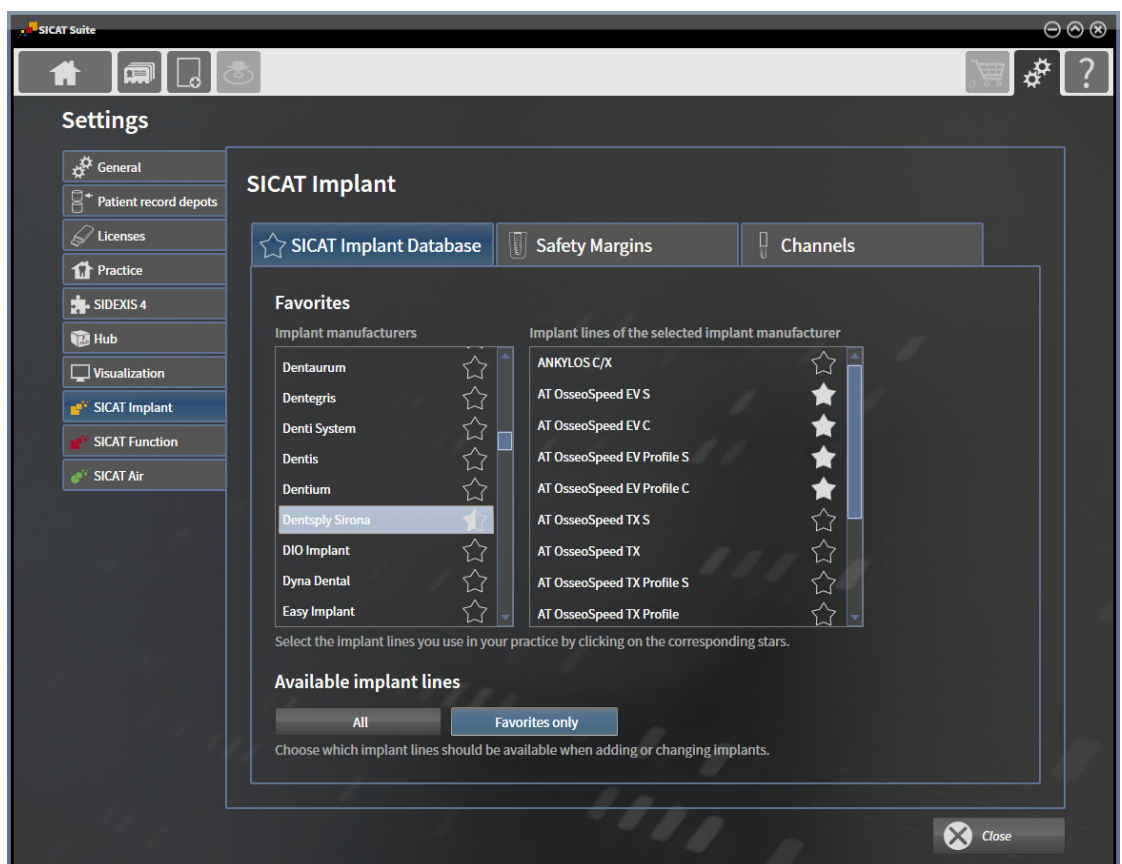 SICAT Suite
?
Settings
General
Patient record depots
Licenses
Practice
SIDEXIS 4
Hub
Visualization
SICAT Implant
SICAT Function
SICAT Air
SICAT Implant
SICAT Implant Database
Safety Margins
Channels
Favorites
Implant manufacturers
Dentaurum
Dentegris
Denti System
Dentis
Dentium
Dentsply Sirona
DIO Implant
Dyna Dental
Easy Implant
Implant lines of the selected implant manufacturer
ANKYLOS C/X
AT OsseoSpeed EV S
AT OsseoSpeed EV C
AT OsseoSpeed EV Profile S
AT OsseoSpeed EV Profile C
AT OsseoSpeed TX S
AT OsseoSpeed TX
AT OsseoSpeed TX Profile S
AT OsseoSpeed TX Profile
Select the implant lines you use in your practice by clicking on the corresponding stars.
Available implant lines
All
Favorites only
Choose which implant lines should be available when adding or changing implants.
Close